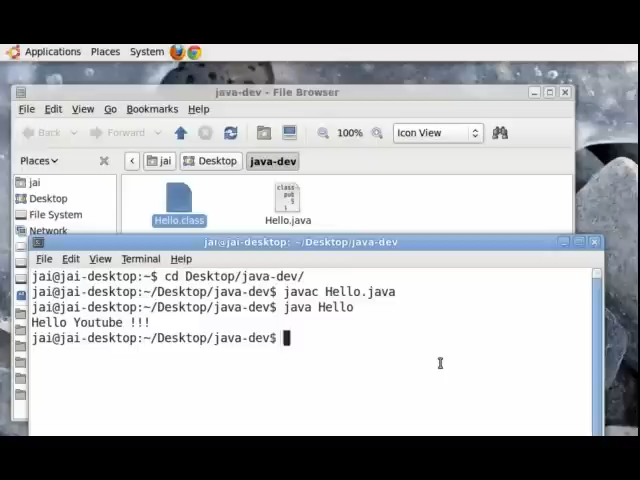 Applications Places System
java-dev - File Browser
File Edit View Go Bookmarks Help
Back Forward 100% Icon View
Places jai Desktop java-dev
jai
Desktop
File System
Network
class
pub
Hello.class Hello.java
jai@jai-desktop: ~/Desktop/java-dev
File Edit View Terminal Help
jai@jai-desktop:~$ cd Desktop/java-dev/
jai@jai-desktop:~/Desktop/java-dev$ javac Hello.java
jai@jai-desktop:~/Desktop/java-dev$ java Hello
Hello Youtube !!!
jai@jai-desktop:~/Desktop/java-dev$